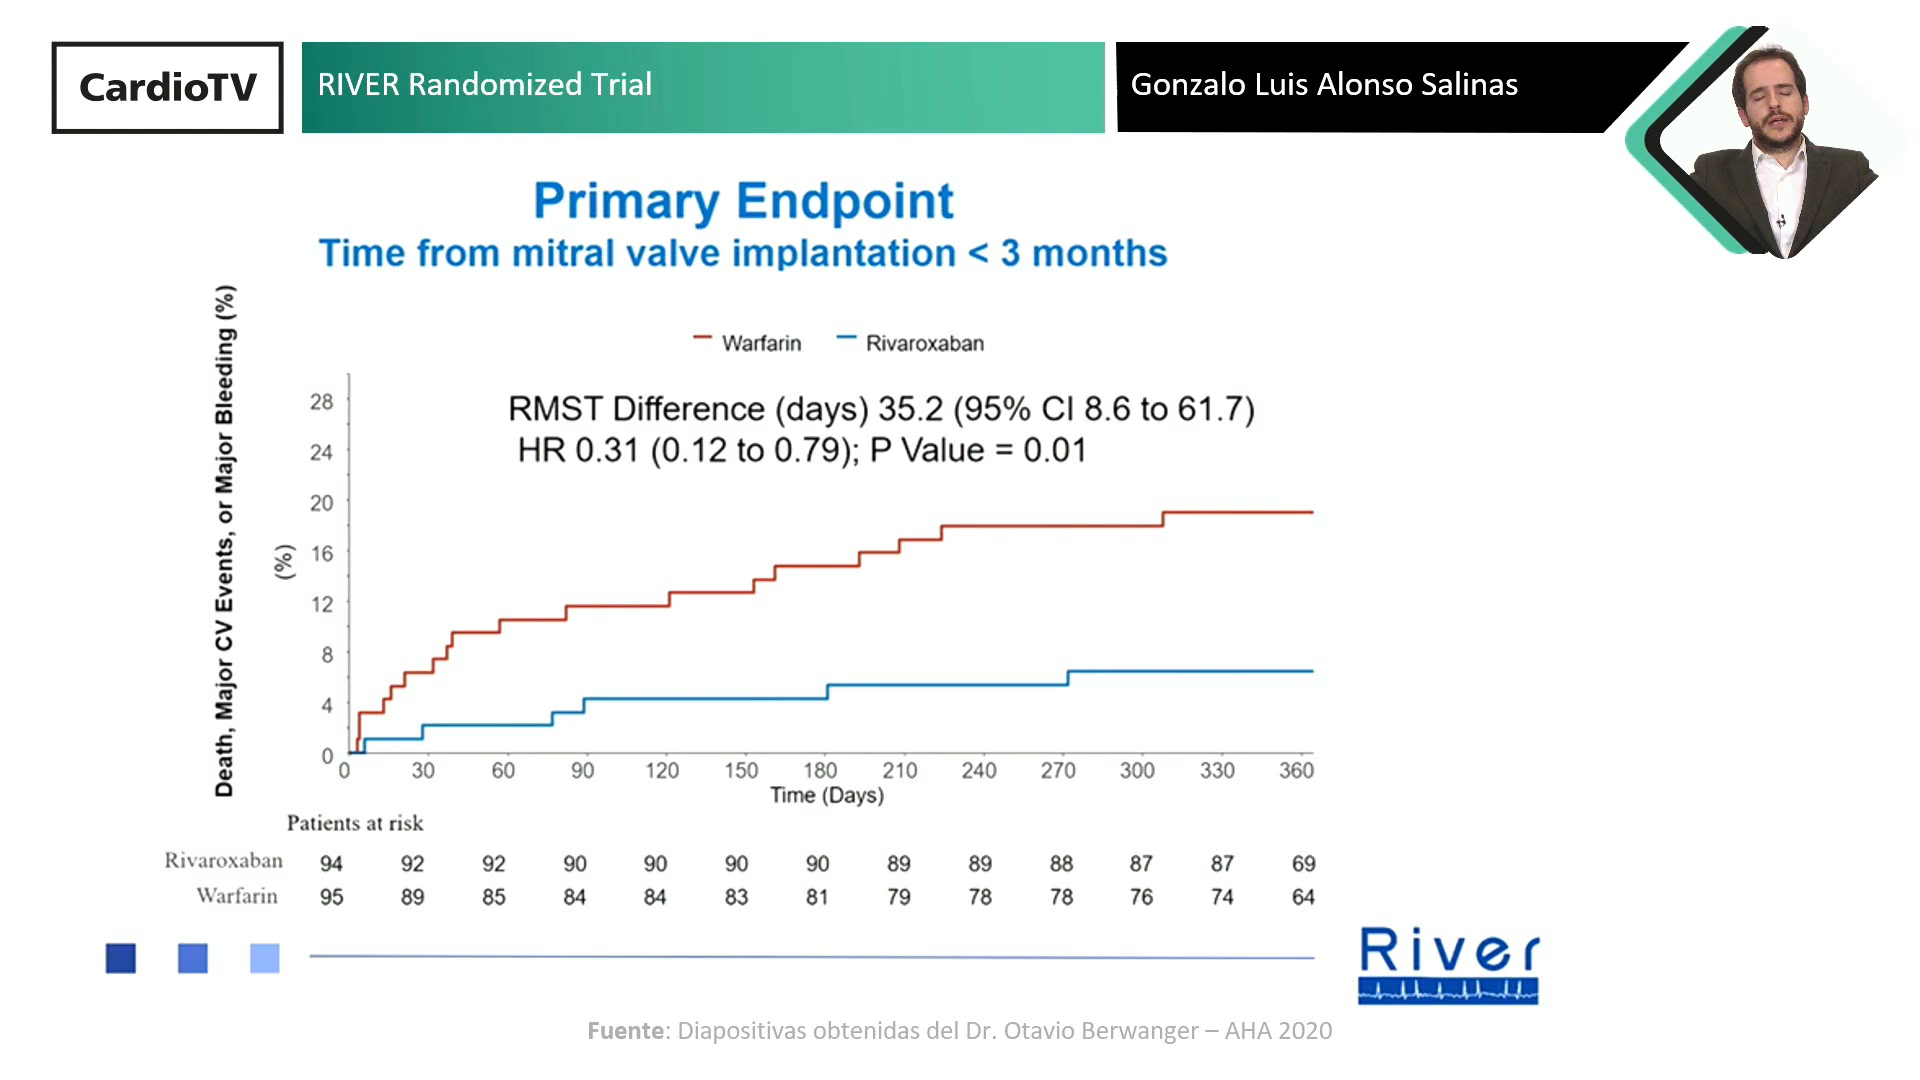 CardioTV
RIVER Randomized Trial
Gonzalo Luis Alonso Salinas
Primary Endpoint
Time from mitral valve implantation < 3 months
Death, Major CV Events, or Major Bleeding (%)
(%)
Warfarin Rivaroxaban
RMST Difference (days) 35.2 (95% CI 8.6 to 61.7)
HR 0.31 (0.12 to 0.79); P Value = 0.01
28
24
20
16
12
8
4
0
0 30 60 90 120 150 180 210 240 270 300 330 360
Time (Days)
Patients at risk
Rivaroxaban 94 92 92 90 90 90 90 89 89 88 87 87 69
Warfarin 95 89 85 84 84 83 81 79 78 78 76 74 64
River
Fuente: Diapositivas obtenidas del Dr. Otavio Berwanger – AHA 2020